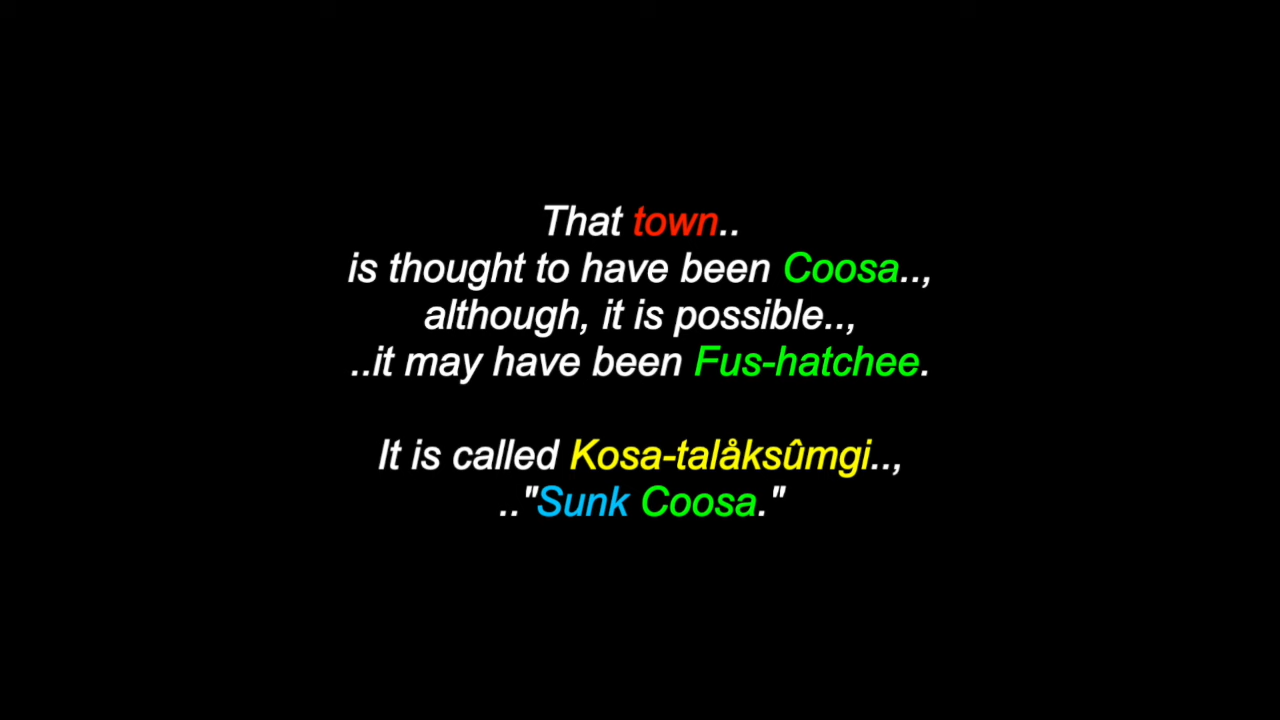 That town..
is thought to have been Coosa..,
although, it is possible..,
..it may have been Fus-hatchee.
It is called Kosa-talåksûmgi..,
.."Sunk Coosa."